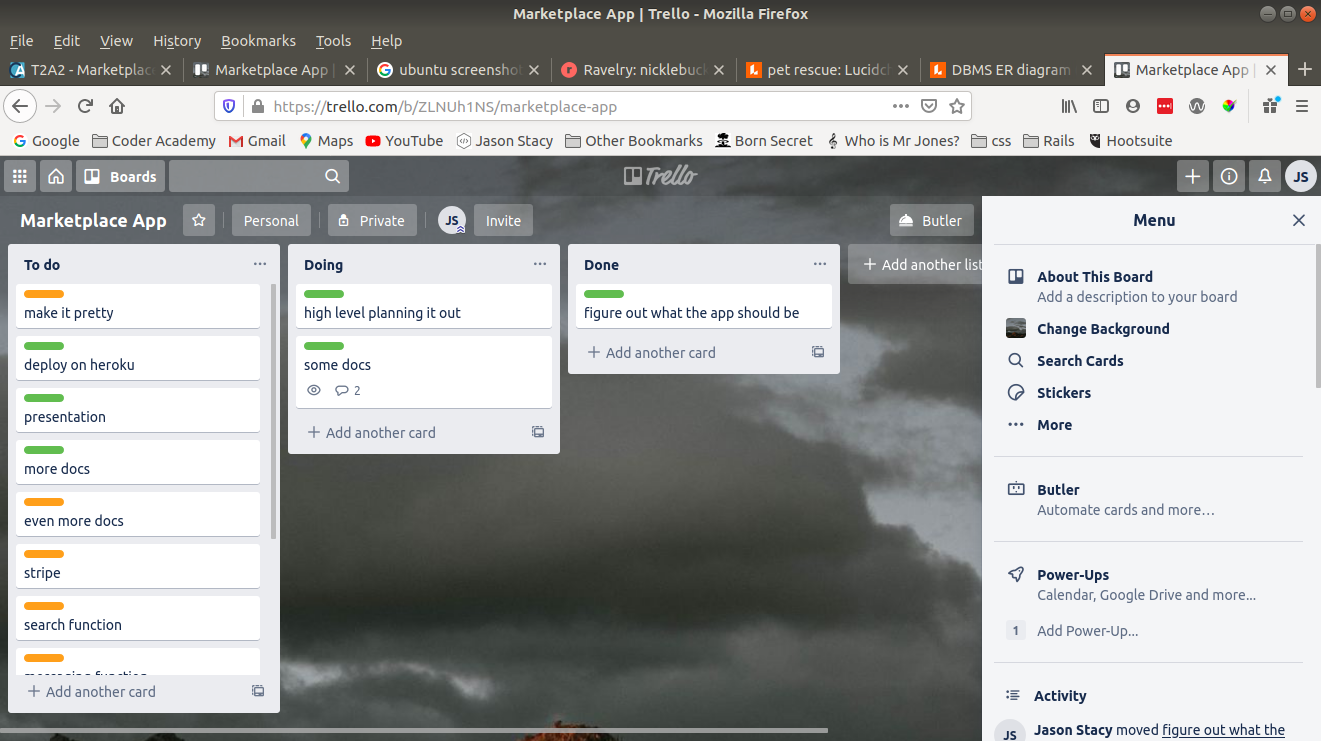 Marketplace App | Trello - Mozilla Firefox
File Edit View History Bookmarks Tools Help
T2A2 - Marketplac
Marketplace App |
ubuntu screenshot
Ravelry: nicklebuck
pet rescue: Lucidch
DBMS ER diagram
Marketplace App |
https://trello.com/b/ZLNUh1NS/marketplace-app
Google Coder Academy Gmail Maps YouTube Jason Stacy Other Bookmarks Born Secret Who is Mr Jones? css Rails Hootsuite
Boards
Trello
JS
Marketplace App Personal Private JS Invite Butler
To do
make it pretty
deploy on heroku
presentation
more docs
even more docs
stripe
search function
messaging function
+ Add another card
Doing
high level planning it out
some docs
2
+ Add another card
Done
figure out what the app should be
+ Add another card
+ Add another list
Menu
About This Board
Add a description to your board
Change Background
Search Cards
Stickers
More
Butler
Automate cards and more…
Power-Ups
Calendar, Google Drive and more...
1 Add Power-Up...
Activity
JS
Jason Stacy moved figure out what the